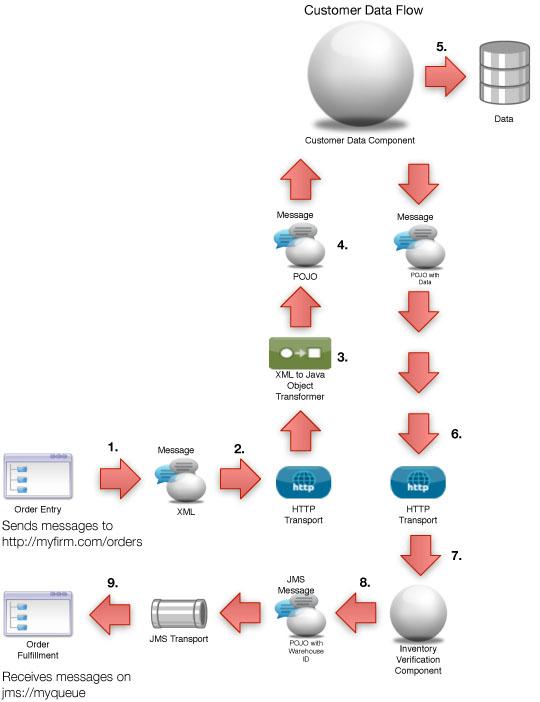 Customer Data Flow
5.
Customer Data Component
Data
Message
Message
4.
POJO
POJO with
Data
3.
XML to Java
Object
Transformer
1.
Message
2.
6.
http
http
Order Entry
XML
HTTP
Transport
HTTP
Transport
Sends messages to
http://myfirm.com/orders
7.
9.
JMS
Message
8.
Order
Fulfillment
JMS Transport
POJO with
Warehouse
ID
Inventory
Verification
Component
Receives messages on
jms://myqueue